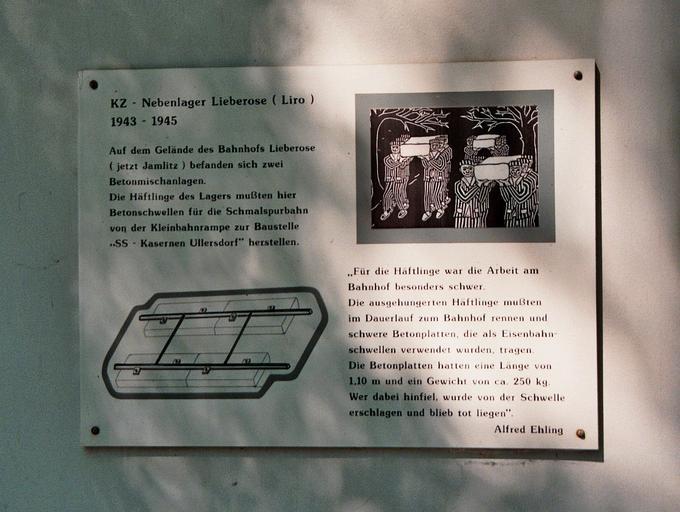 KZ - Nebenlager Lieberose ( Liro )
1943 - 1945
Auf dem Gelände des Bahnhofs Lieberose
( jetzt Jamlitz ) befanden sich zwei
Betonmischanlagen.
Die Häftlinge des Lagers mußten hier
Betonschwellen für die Schmalspurbahn
von der Kleinbahnrampe zur Baustelle
„SS - Kasernen Ullersdorf" herstellen.
„Für die Häftlinge war die Arbeit am
Bahnhof besonders schwer.
Die ausgehungerten Häftlinge mußten
im Dauerlauf zum Bahnhof rennen und
schwere Betonplatten, die als Eisenbahn-
schwellen verwendet wurden, tragen.
Die Betonplatten hatten eine Länge von
1,10 m und ein Gewicht von ca. 250 kg.
Wer dabei hinfiel, wurde von der Schwelle
erschlagen und blieb tot liegen".
Alfred Ehling